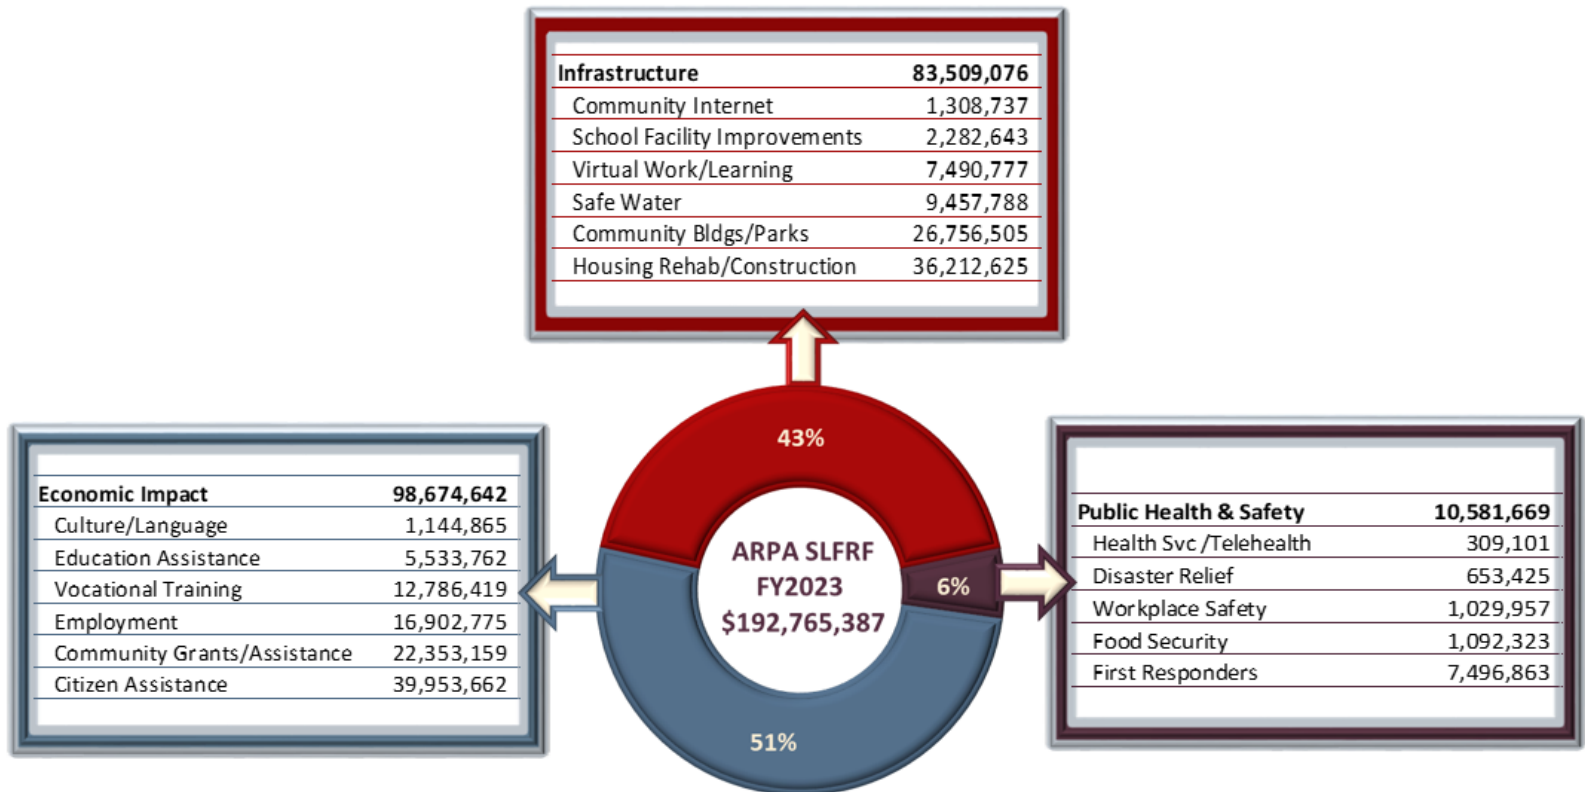 Infrastructure 83,509,076
Community Internet 1,308,737
School Facility Improvements 2,282,643
Virtual Work/Learning 7,490,777
Safe Water 9,457,788
Community Bldgs/Parks 26,756,505
Housing Rehab/Construction 36,212,625
43%
Economic Impact 98,674,642
Culture/Language 1,144,865
Education Assistance 5,533,762
Vocational Training 12,786,419
Employment 16,902,775
Community Grants/Assistance 22,353,159
Citizen Assistance 39,953,662
ARPA SLFRF
FY2023
$192,765,387
6%
51%
Public Health & Safety 10,581,669
Health Svc /Telehealth 309,101
Disaster Relief 653,425
Workplace Safety 1,029,957
Food Security 1,092,323
First Responders 7,496,863